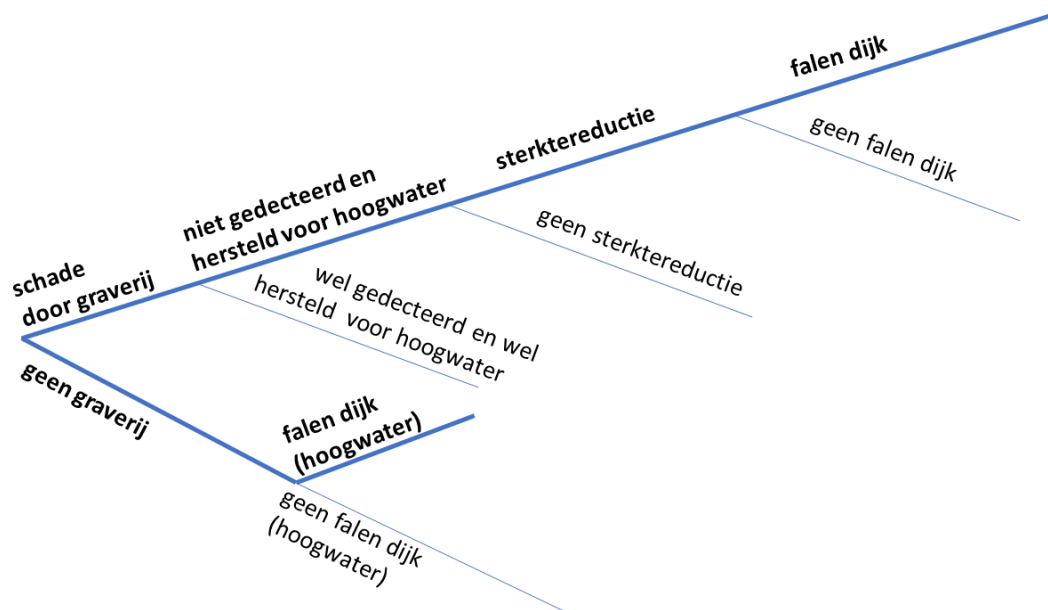 falen dijk
geen falen dijk
sterktereductie
geen sterktereductie
niet gedecteerd en
hersteld voor hoogwater
wel gedecteerd en wel
hersteld  voor hoogwater
schade
door graverij
geen graverij
falen dijk
(hoogwater)
geen falen dijk
(hoogwater)